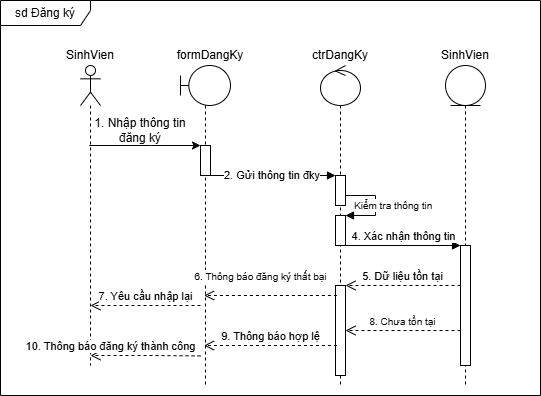 sd Đăng ký
SinhVien
formDangKy
ctrDangKy
SinhVien
1. Nhập thông tin
đăng ký
2. Gửi thông tin đky
Kiểm tra thông tin
4. Xác nhận thông tin
5. Dữ liệu tồn tại
6. Thông báo đăng ký thất bại
7. Yêu cầu nhập lại
8. Chưa tồn tại
9. Thông báo hợp lệ
10. Thông báo đăng ký thành công